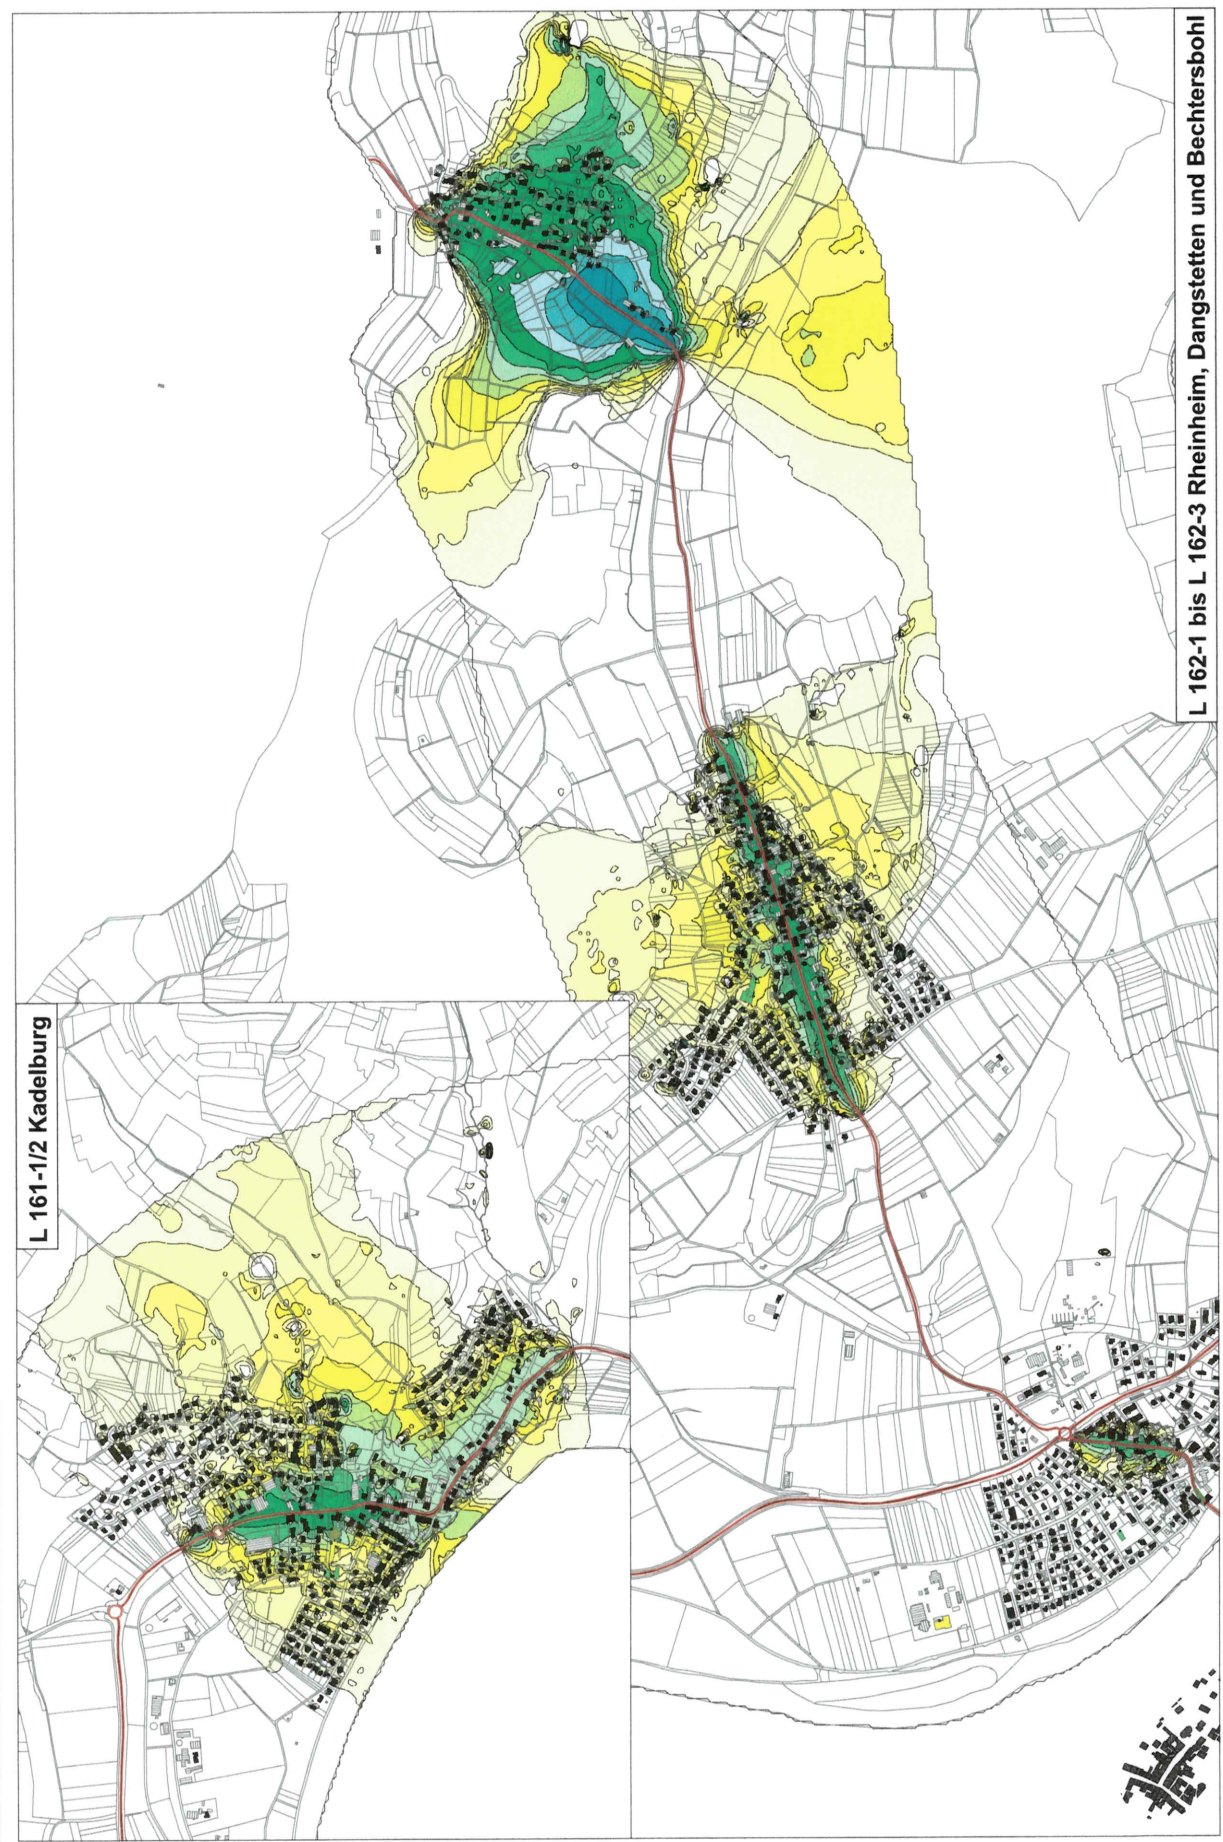 L 161-1/2 Kadelburg
L 162-1 bis L 162-3 Rheinheim, Dangstetten und Bechtersbohl